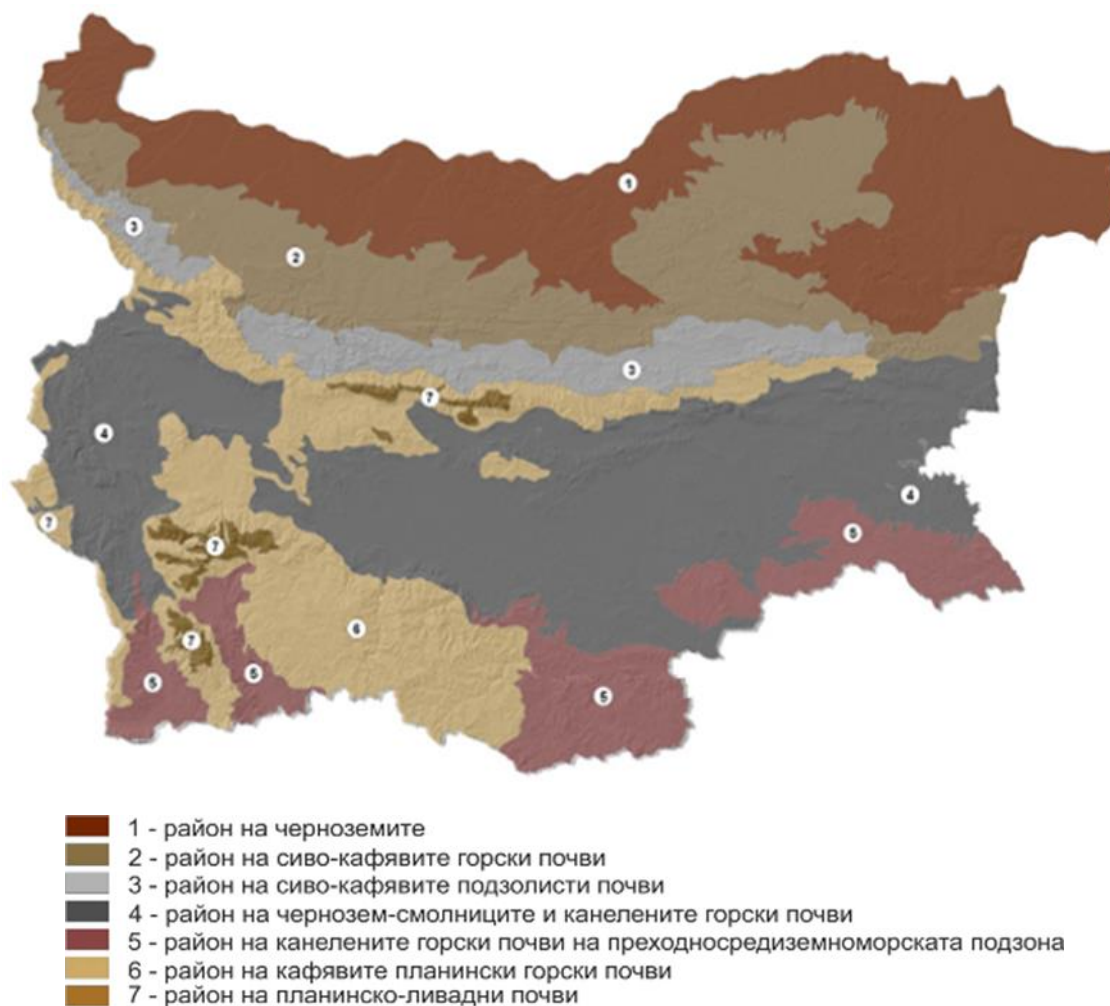 1
3
2
3
7
4
4
7
5
7
6
7
5
5
5
1 - район на черноземите
2 - район на сиво-кафявите горски почви
3 - район на сиво-кафявите подзолисти почви
4 - район на чернозем-смолниците и канелените горски почви
5 - район на канелените горски почви на преходносредиземноморската подзона
6 - район на кафявите планински горски почви
7 - район на планинско-ливадни почви